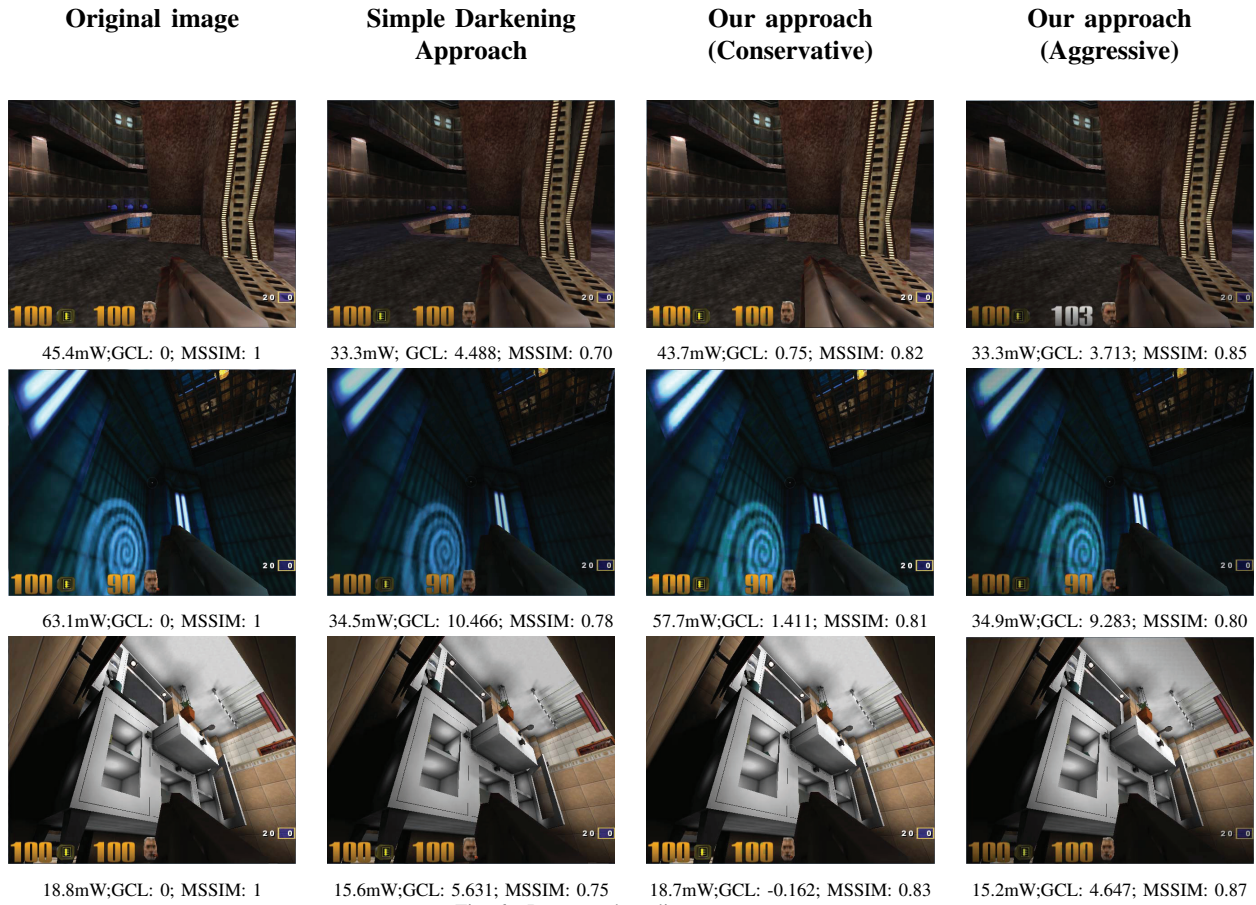 Original image
Simple Darkening
Approach
Our approach
(Conservative)
Our approach
(Aggressive)
20 0
100 100
20 0
100 100
20 0
100 100
20 0
100 103
45.4mW;GCL: 0; MSSIM: 1
33.3mW; GCL: 4.488; MSSIM: 0.70
43.7mW;GCL: 0.75; MSSIM: 0.82
33.3mW;GCL: 3.713; MSSIM: 0.85
20 0
100 90
20 0
100 90
20 0
100 90
20 0
100 90
63.1mW;GCL: 0; MSSIM: 1
34.5mW;GCL: 10.466; MSSIM: 0.78
57.7mW;GCL: 1.411; MSSIM: 0.81
34.9mW;GCL: 9.283; MSSIM: 0.80
20 0
100 100
20 0
100 100
20 0
100 100
20 0
100 100
18.8mW;GCL: 0; MSSIM: 1
15.6mW;GCL: 5.631; MSSIM: 0.75
18.7mW;GCL: -0.162; MSSIM: 0.83
15.2mW;GCL: 4.647; MSSIM: 0.87